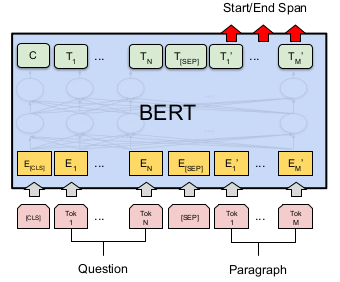 Start/End Span
C T1 ... TN T[SEP] T1' ... TM'
BERT
E[CLS] E1 ... EN E[SEP] E1' ... EM'
[CLS] Tok 1 ... Tok N [SEP] Tok 1 ... Tok M
Question Paragraph